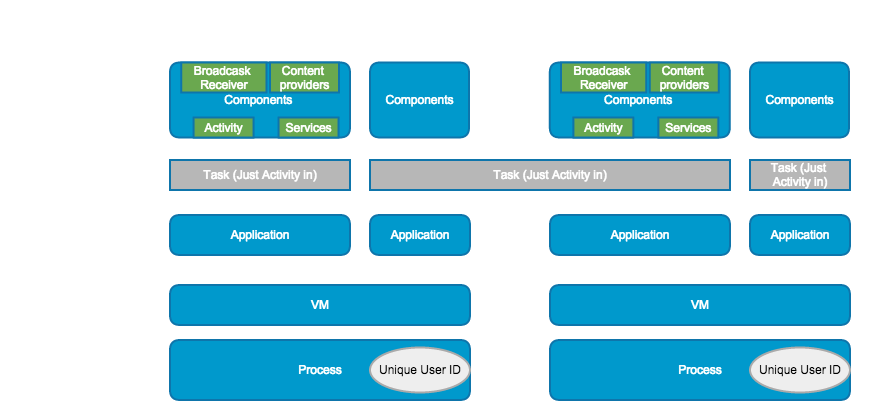 Broadcask
Receiver
Content
providers
Components
Activity
Services
Components
Broadcask
Receiver
Content
providers
Components
Activity
Services
Components
Task (Just Activity in)
Task (Just Activity in)
Task (Just
Activity in)
Application
Application
Application
Application
VM
VM
Process
Unique User ID
Process
Unique User ID